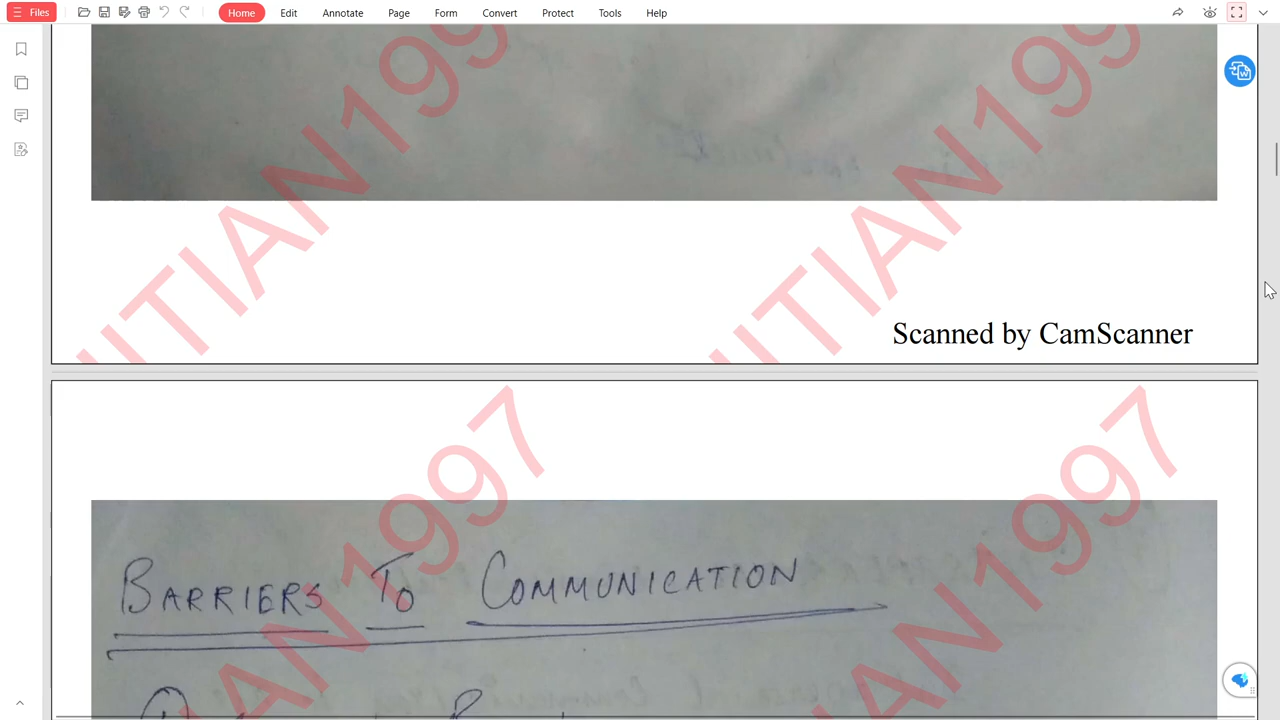 Files
Home Edit Annotate Page Form Convert Protect Tools Help
Scanned by CamScanner
BARRIERS TO COMMUNICATION